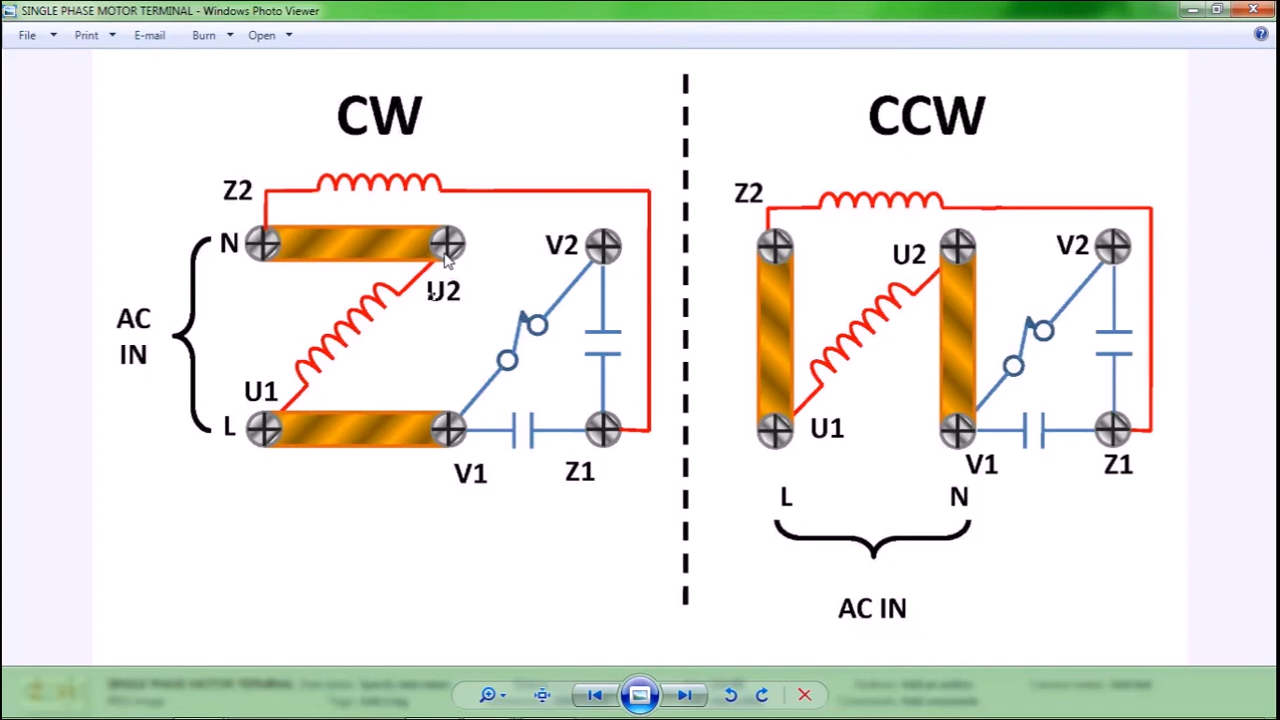 SINGLE PHASE MOTOR TERMINAL - Windows Photo Viewer
File Print E-mail Burn Open
CW
Z2
N
V2
U2
AC
IN
U1
L
V1
Z1
CCW
Z2
U2
V2
U1
V1
Z1
L
N
AC IN